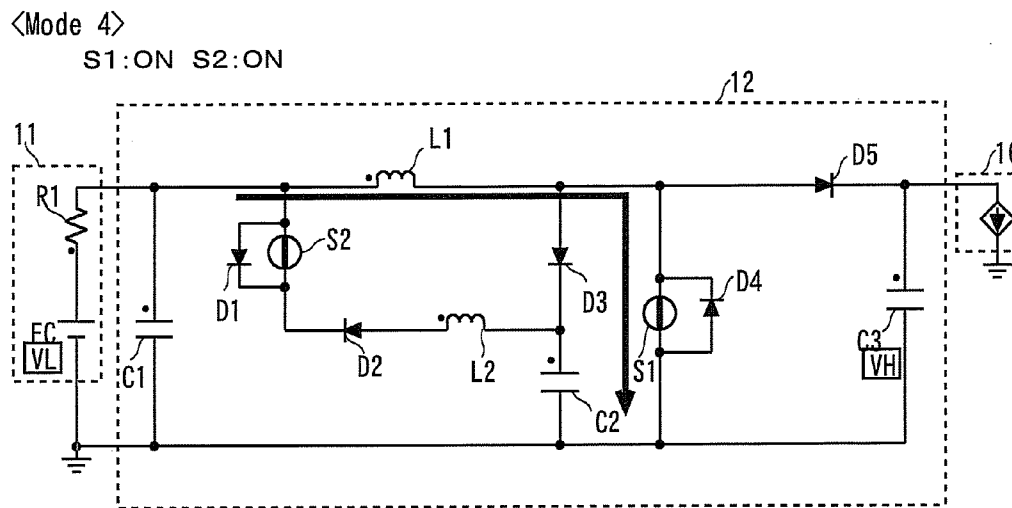 <Mode 4>
S1:ON S2:ON
12
11
L1
D5
R1
S2
D1
D3
D4
FC
VL
C1
D2
L2
S1
C2
C3
VH